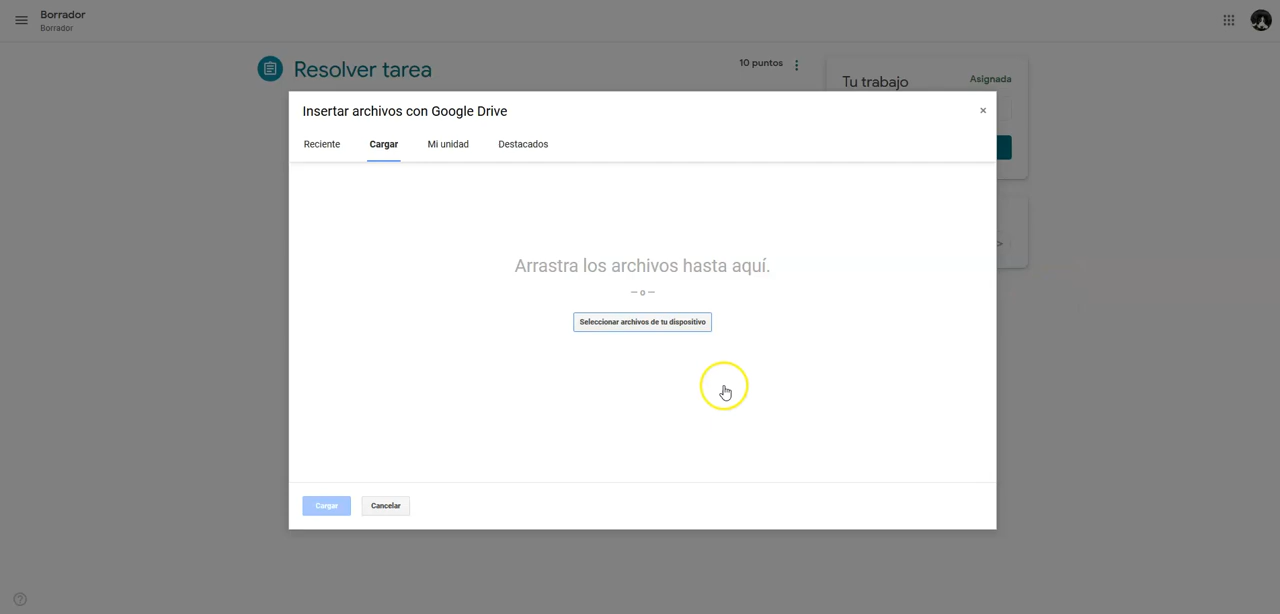 Borrador
Borrador
Resolver tarea
10 puntos
Tu trabajo
Asignada
Insertar archivos con Google Drive
Reciente
Cargar
Mi unidad
Destacados
Arrastra los archivos hasta aquí.
— o —
Seleccionar archivos de tu dispositivo
Cargar
Cancelar